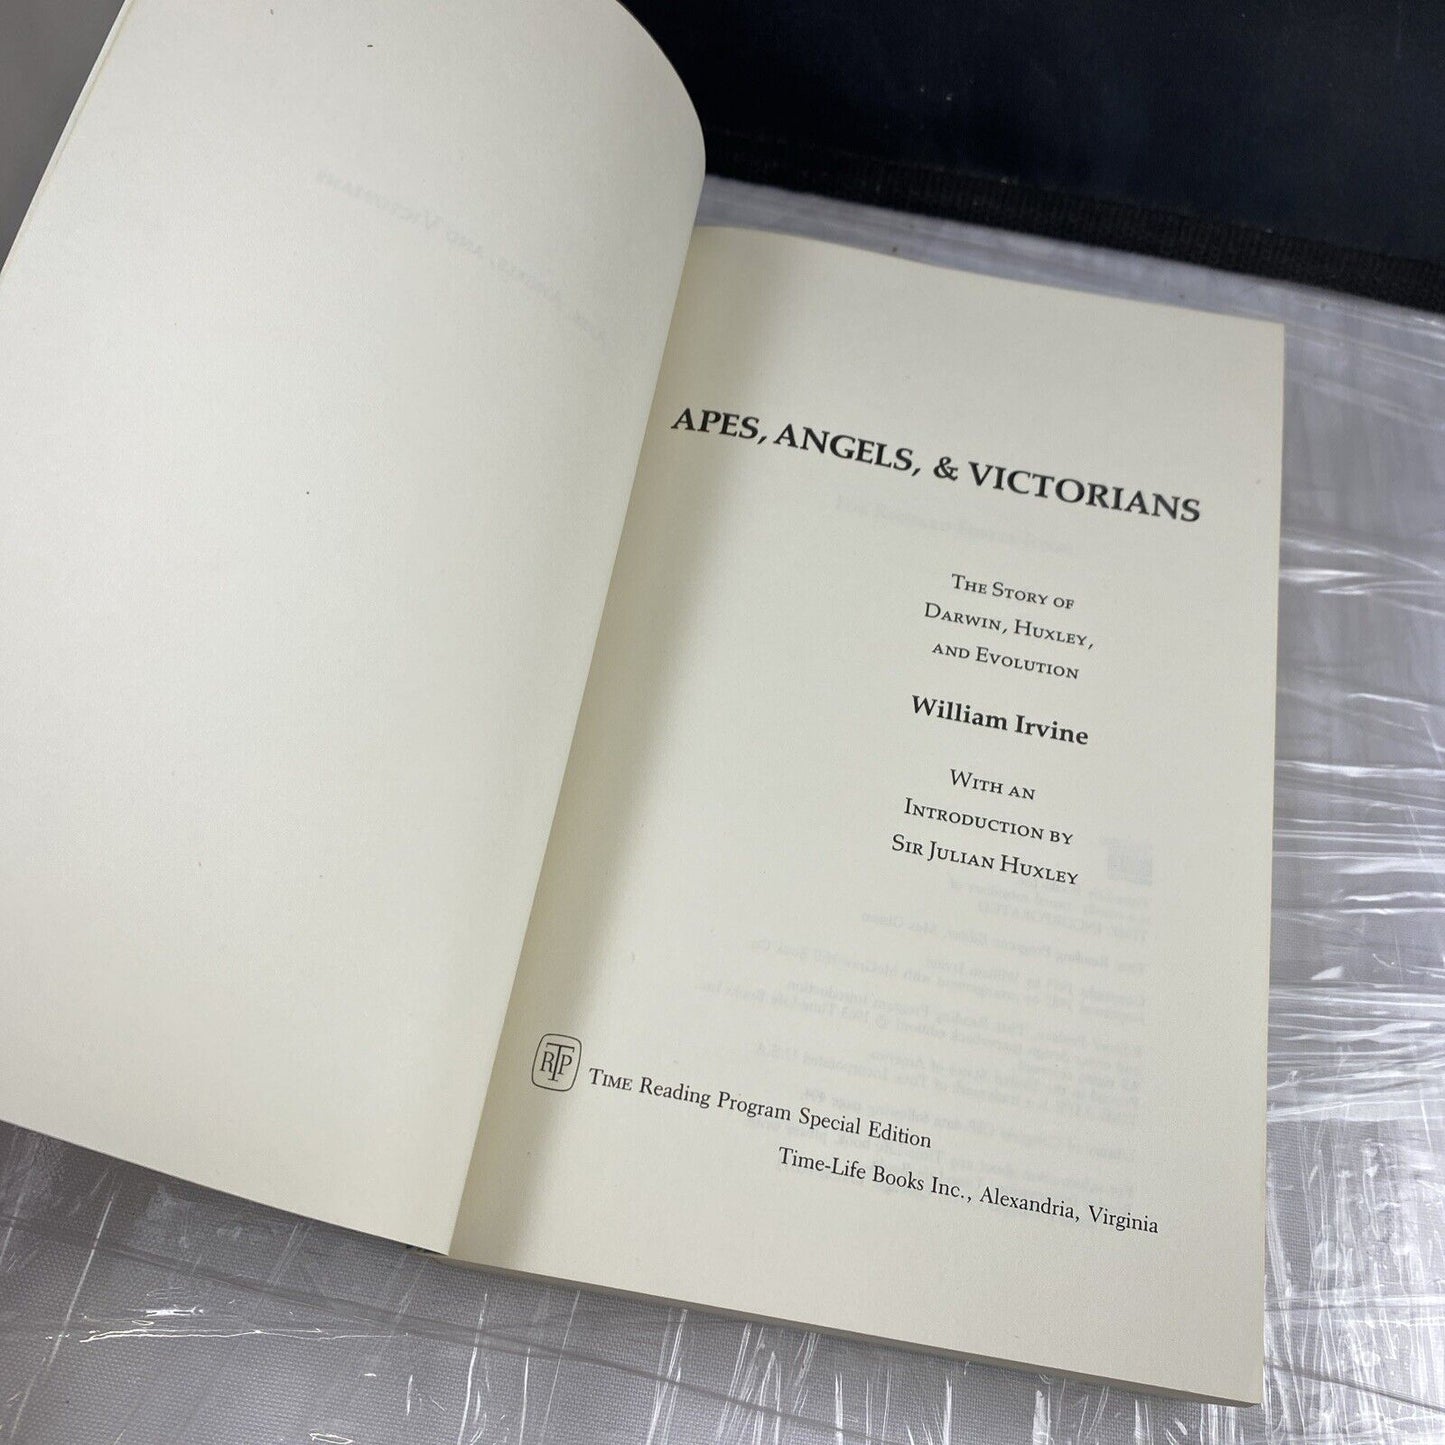 APES, ANGELS, & VICTORIANS
THE STORY OF
DARWIN, HUXLEY,
AND EVOLUTION
William Irvine
WITH AN
INTRODUCTION BY
SIR JULIAN HUXLEY
RTP
TIME Reading Program Special Edition
Time-Life Books Inc., Alexandria, Virginia